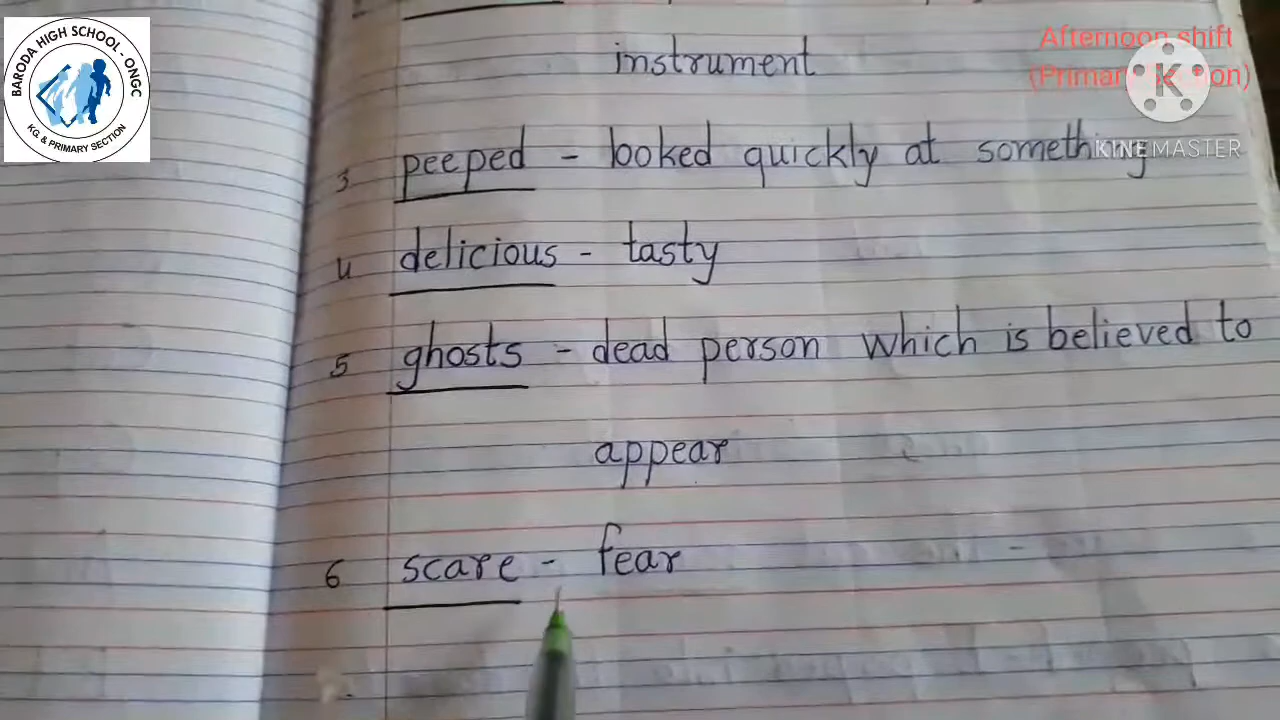 BARODA HIGH SCHOOL - ONGC
KG & PRIMARY SECTION
Afternoon shift
(Primary Section)
K
KINEMASTER
instrument
3 peeped - looked quickly at something
4 delicious - tasty
5 ghosts - dead person which is believed to
appear
6 scare - fear